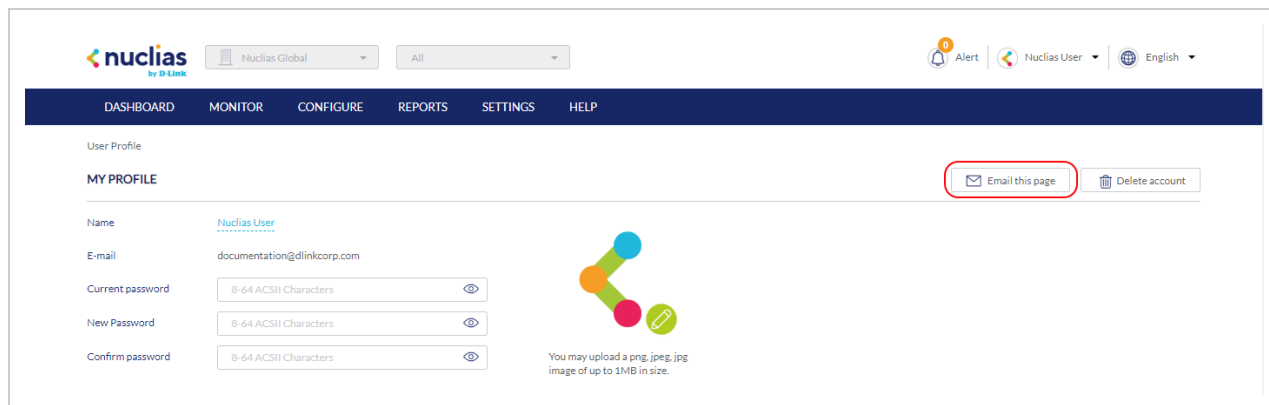 nuclias
by D-Link
Nuclias Global
All
0
Alert
Nuclias User
English
DASHBOARD MONITOR CONFIGURE REPORTS SETTINGS HELP
User Profile
MY PROFILE
Email this page
Delete account
Name Nuclias User
E-mail documentation@dlinkcorp.com
Current password 8-64 ACSII Characters
New Password 8-64 ACSII Characters
Confirm password 8-64 ACSII Characters
You may upload a png, jpeg, jpg
image of up to 1MB in size.